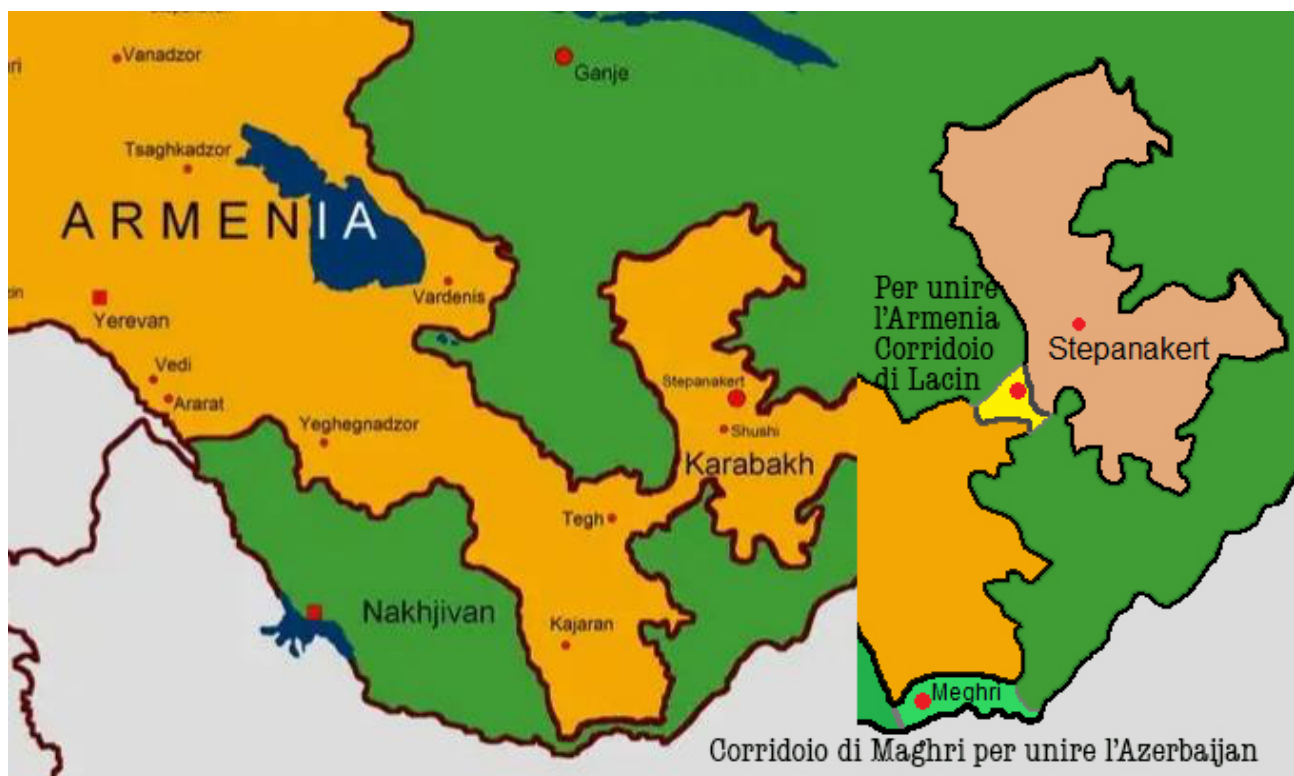 Vanadzor
Ganje
Tsaghkadzor
ARMENIA
Vardenis
Yerevan
Vedi
Ararat
Yeghegnadzor
Stepanakert
Shushi
Karabakh
Tegh
Nakhjivan
Kajaran
Per unire
l'Armenia
Corridoio
di Lacin
Stepanakert
Meghri
Corridoio di Maghri per unire l'Azerbaijan